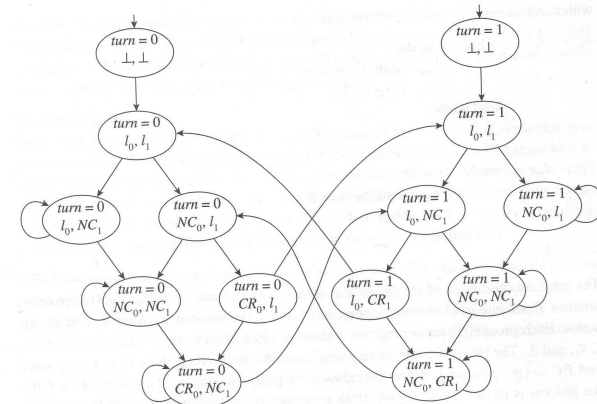 turn = 0
⊥, ⊥
turn = 1
⊥, ⊥
turn = 0
l₀, l₁
turn = 1
l₀, l₁
turn = 0
l₀, NC₁
turn = 0
NC₀, l₁
turn = 1
l₀, NC₁
turn = 1
NC₀, l₁
turn = 0
NC₀, NC₁
turn = 0
CR₀, l₁
turn = 1
l₀, CR₁
turn = 1
NC₀, NC₁
turn = 0
CR₀, NC₁
turn = 1
NC₀, CR₁